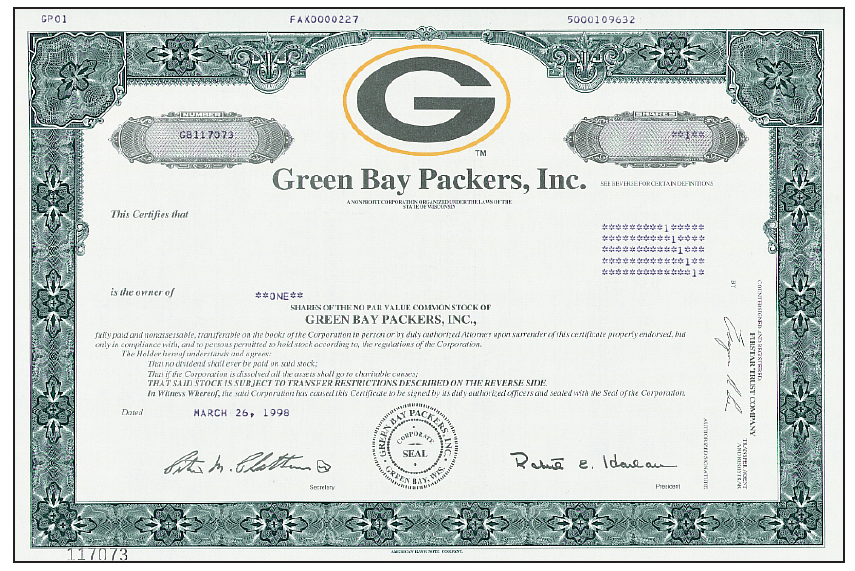 GP01 FAX0000227 5000109632
NUMBER
GB117073
SHARES
**1**
G
TM
Green Bay Packers, Inc.
SEE REVERSE FOR CERTAIN DEFINITIONS
A NONPROFIT CORPORATION ORGANIZED UNDER THE LAWS OF THE
STATE OF WISCONSIN
This Certifies that
*********1*****
**********1****
***********1***
************1**
*************1*
is the owner of
**ONE**
SHARES OF THE NO PAR VALUE COMMON STOCK OF
GREEN BAY PACKERS, INC.,
fully paid and nonassessable, transferable on the books of the Corporation in person or by duly authorized Attorney upon surrender of this certificate properly endorsed, but
only in compliance with, and to persons permitted to hold stock according to, the regulations of the Corporation.
The Holder hereof understands and agrees:
That no dividend shall ever be paid on said stock;
That if the Corporation is dissolved all the assets shall go to charitable causes;
THAT SAID STOCK IS SUBJECT TO TRANSFER RESTRICTIONS DESCRIBED ON THE REVERSE SIDE.
In Witness Whereof, the said Corporation has caused this Certificate to be signed by its duly authorized officers and sealed with the Seal of the Corporation.
Dated MARCH 26, 1998
GREEN BAY PACKERS, INC.
CORPORATE
SEAL
GREEN BAY, WIS.
Peter M. Platten III
Secretary
Robert E. Harlan
President
COUNTERSIGNED AND REGISTERED:
FIRSTAR TRUST COMPANY
TRANSFER AGENT
AND REGISTRAR
BY
AUTHORIZED SIGNATURE
117073
AMERICAN BANK NOTE COMPANY